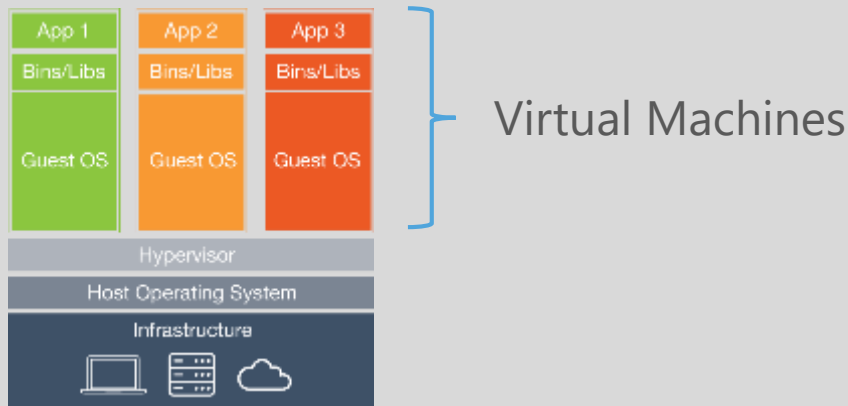 App 1 App 2 App 3
Bins/Libs Bins/Libs Bins/Libs
Virtual Machines
Guest OS Guest OS Guest OS
Hypervisor
Host Operating System
Infrastructure